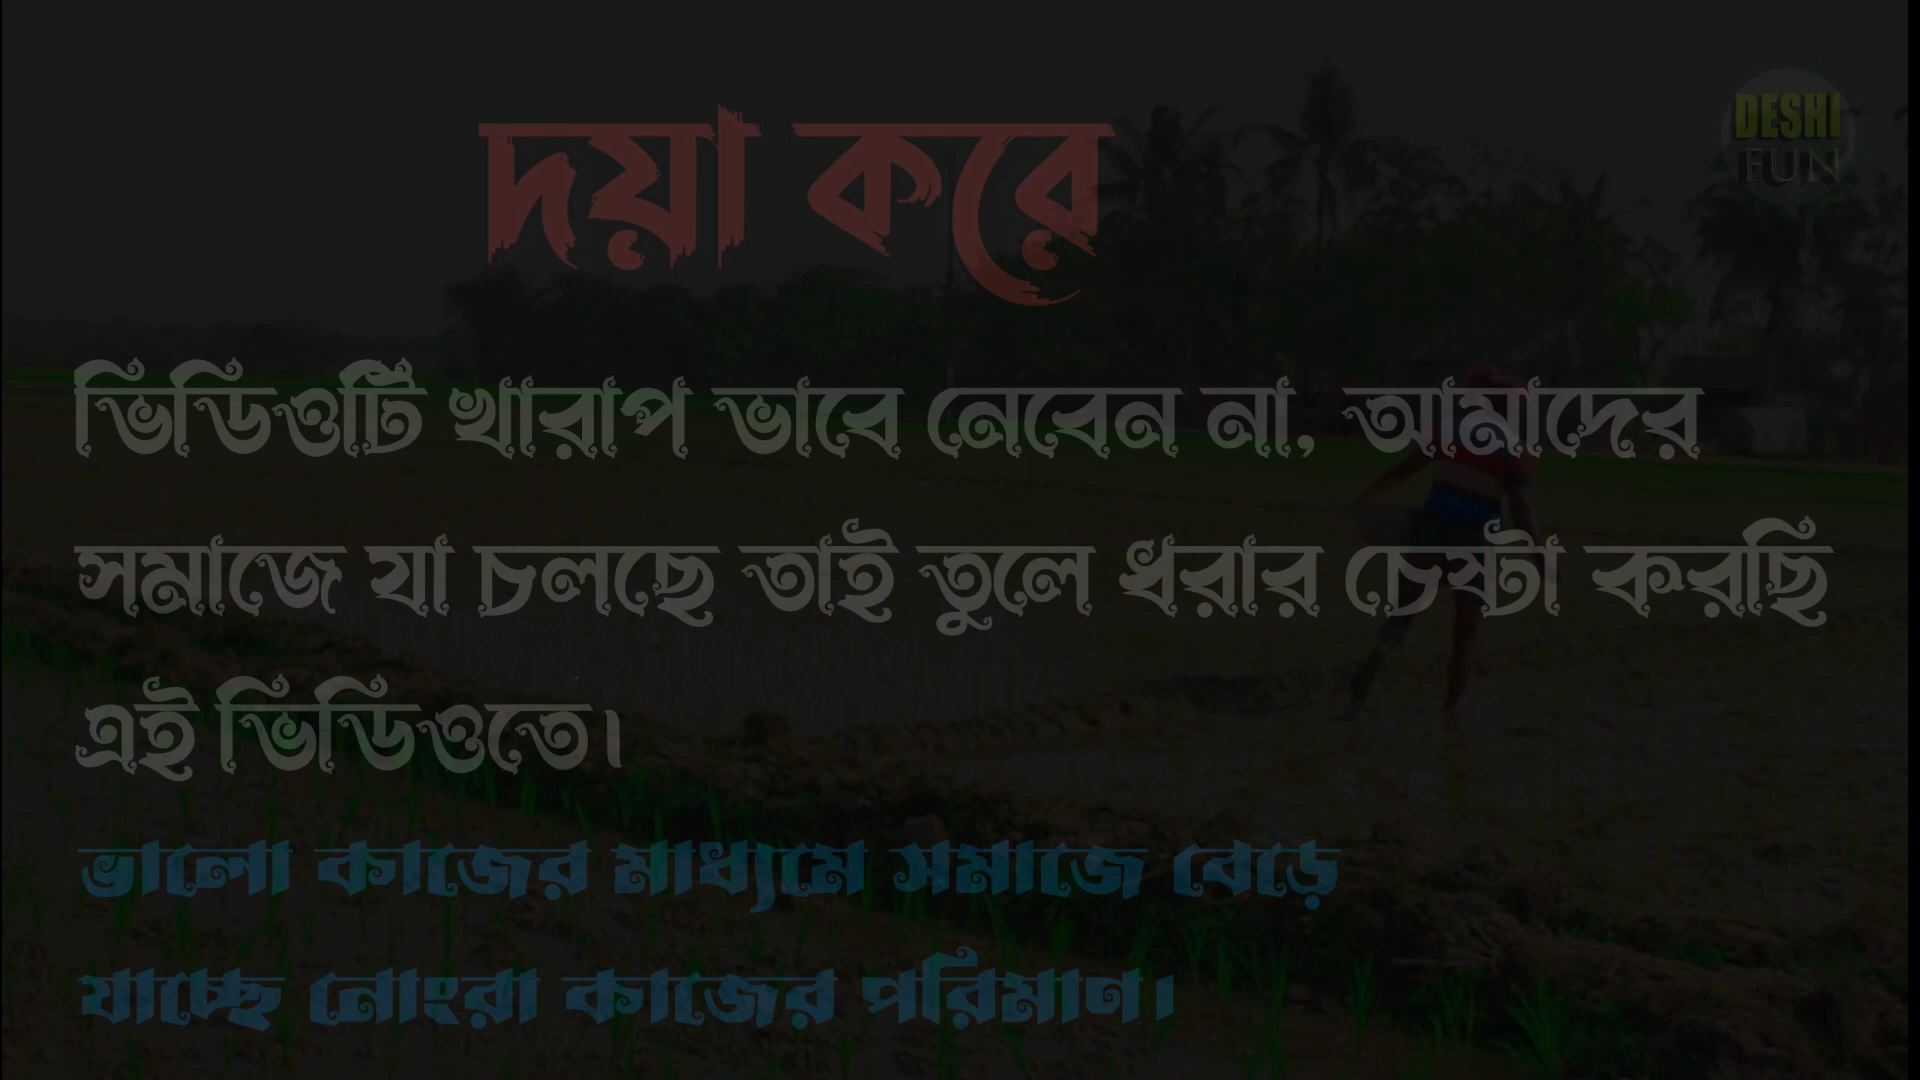 দয়া করে
DESHI
FUN
ভিডিওটি খারাপ ভাবে নেবেন না, আমাদের
সমাজে যা চলছে তাই তুলে ধরার চেষ্টা করছি
এই ভিডিওতে।
ভালো কাজের মাধ্যমে সমাজে বেড়ে
যাচ্ছে নোংরা কাজের পরিমাণ।